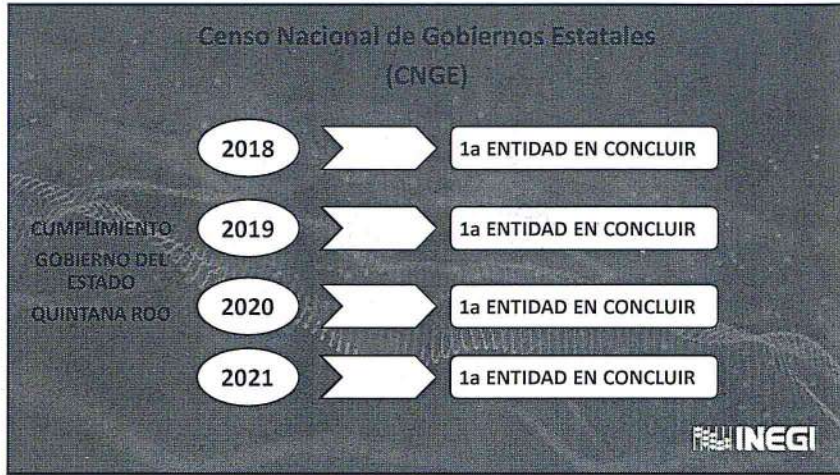 Censo Nacional de Gobiernos Estatales
(CNGE)
CUMPLIMIENTO
GOBIERNO DEL
ESTADO
QUINTANA ROO
2018
1a ENTIDAD EN CONCLUIR
2019
1a ENTIDAD EN CONCLUIR
2020
1a ENTIDAD EN CONCLUIR
2021
1a ENTIDAD EN CONCLUIR
INEGI